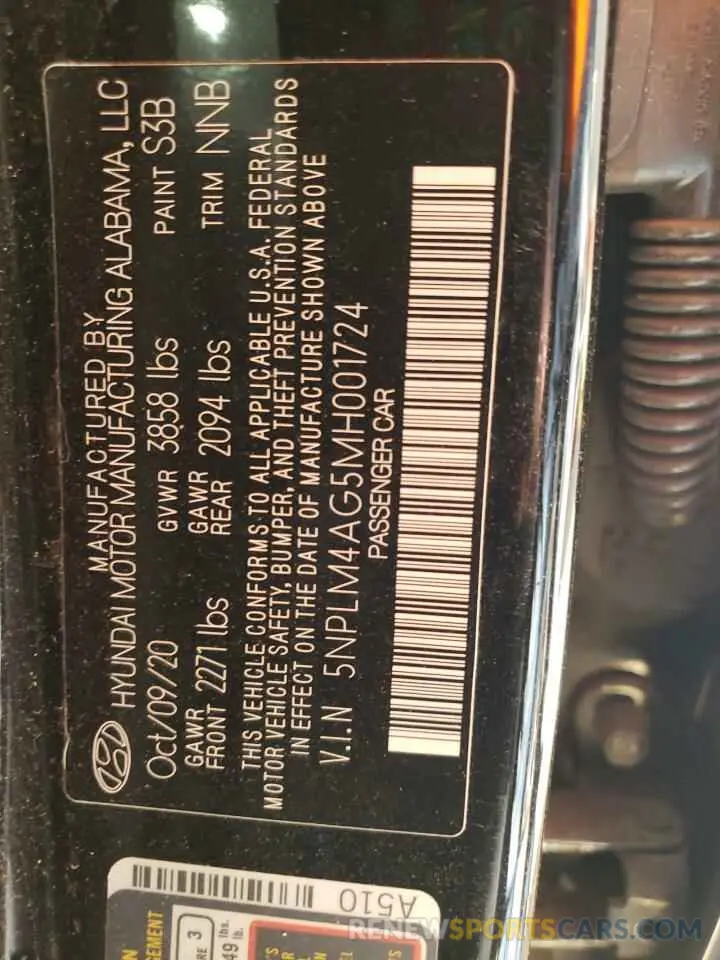 MANUFACTURED BY
HYUNDAI MOTOR MANUFACTURING ALABAMA, LLC
Oct/09/20 GVWR 3858 lbs PAINT S3B
GAWR GAWR
FRONT 2271 lbs REAR 2094 lbs TRIM NNB
THIS VEHICLE CONFORMS TO ALL APPLICABLE U.S.A. FEDERAL
MOTOR VEHICLE SAFETY, BUMPER, AND THEFT PREVENTION STANDARDS
IN EFFECT ON THE DATE OF MANUFACTURE SHOWN ABOVE
V.I.N 5NPLM4AG5MH001724
PASSENGER CAR
A510
3
RENEWSPORTSCARS.COM